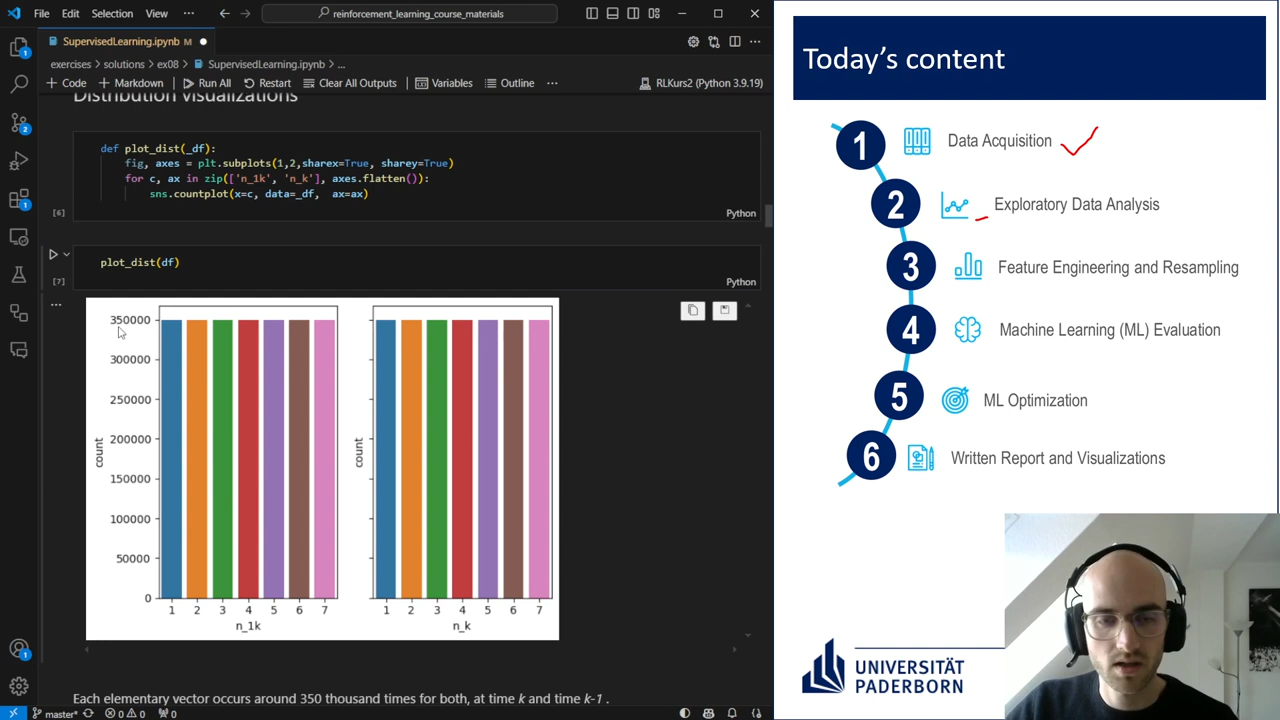 File Edit Selection View ··· reinforcement_learning_course_materials
SupervisedLearning.ipynb M
exercises > solutions > ex08 > SupervisedLearning.ipynb > ...
+ Code + Markdown Run All Restart Clear All Outputs Variables Outline ··· RLKurs2 (Python 3.9.19)
Distribution visualizations
def plot_dist(_df):
fig, axes = plt.subplots(1,2,sharex=True, sharey=True)
for c, ax in zip(['n_1k', 'n_k'], axes.flatten()):
sns.countplot(x=c, data=_df, ax=ax)
[6]
Python
plot_dist(df)
[7]
Python
350000
300000
250000
200000
150000
100000
50000
0
count
1 2 3 4 5 6 7
n_1k
count
1 2 3 4 5 6 7
n_k
Each elementary vector occurs around 350 thousand times for both, at time k and time k-1 .
master* 0 0 0
1
2
1
1
Today's content
1 Data Acquisition
2 Exploratory Data Analysis
3 Feature Engineering and Resampling
4 Machine Learning (ML) Evaluation
5 ML Optimization
6 Written Report and Visualizations
UNIVERSITÄT
PADERBORN